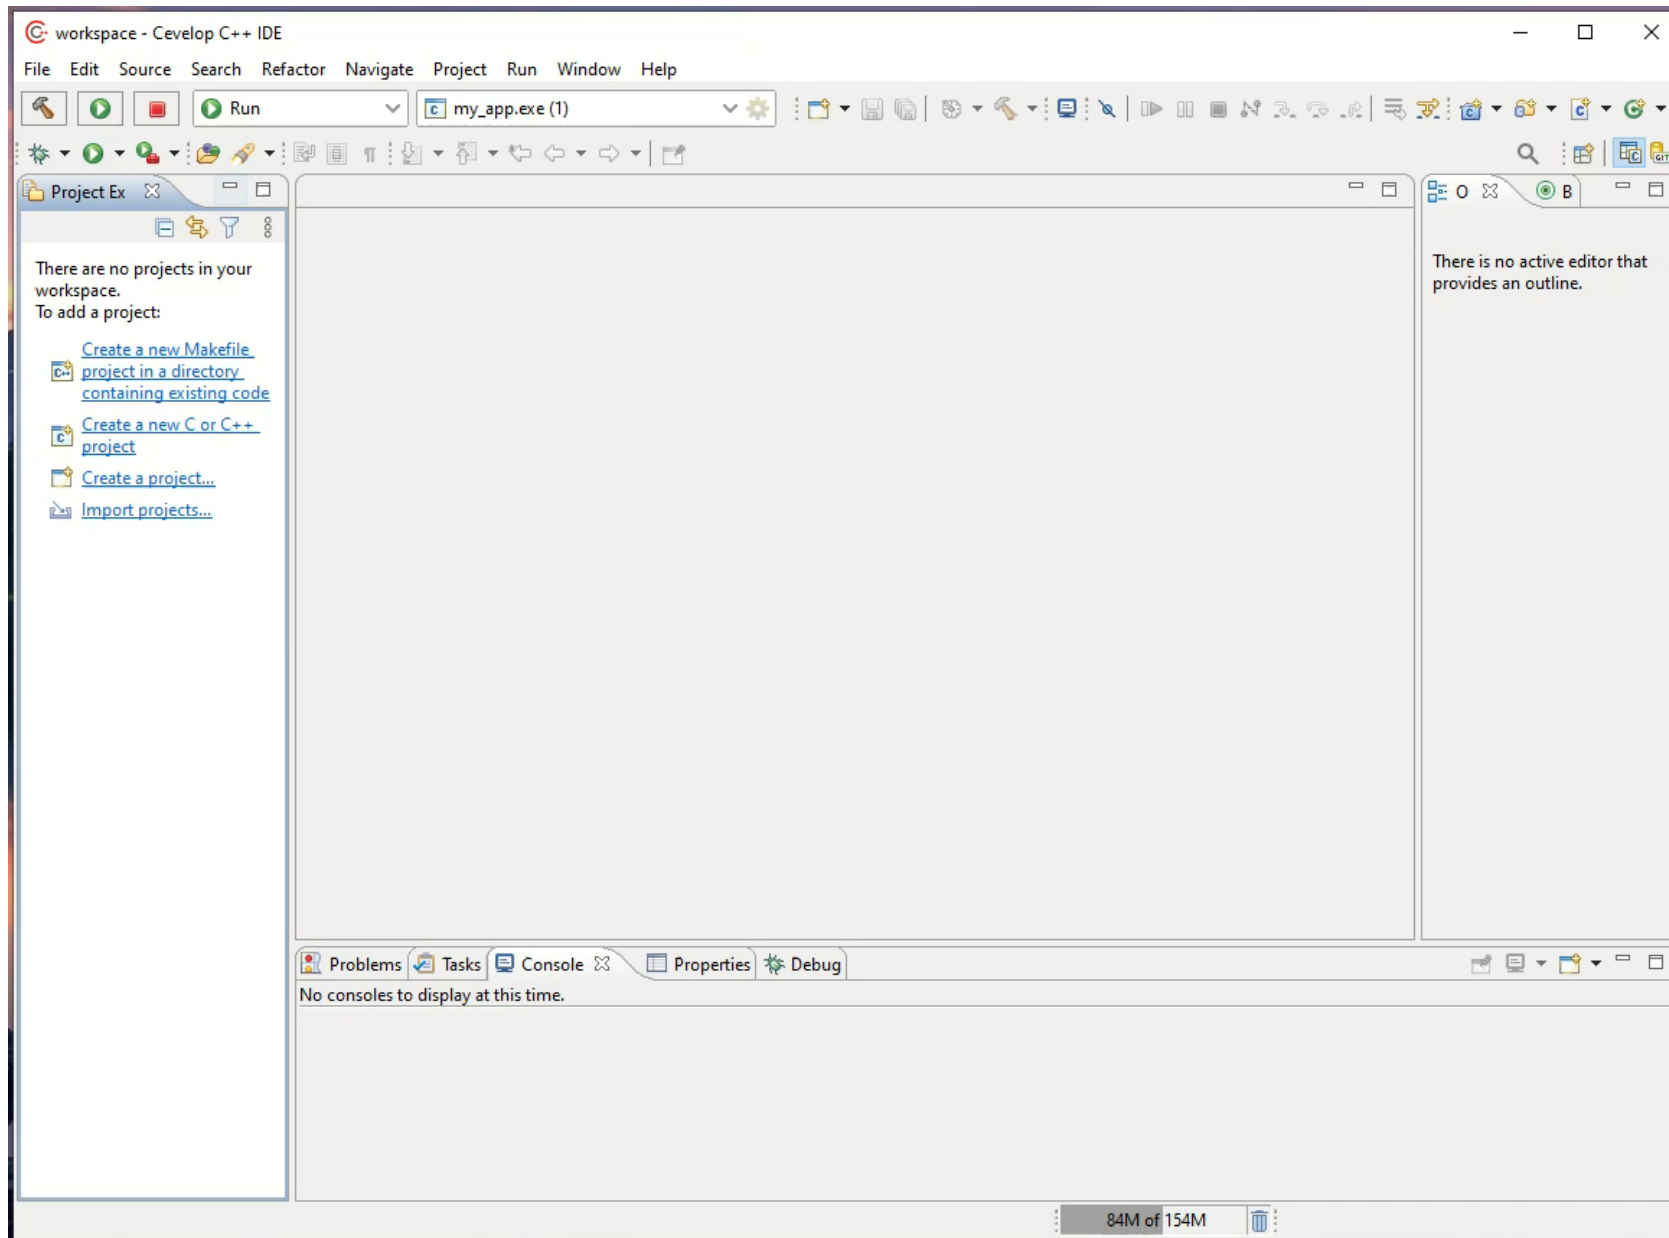 workspace - Cevelop C++ IDE
File Edit Source Search Refactor Navigate Project Run Window Help
Run my_app.exe (1)
Project Ex O B
There are no projects in your
workspace.
To add a project:
Create a new Makefile
project in a directory
containing existing code
Create a new C or C++
project
Create a project...
Import projects...
There is no active editor that
provides an outline.
Problems Tasks Console Properties Debug
No consoles to display at this time.
84M of 154M